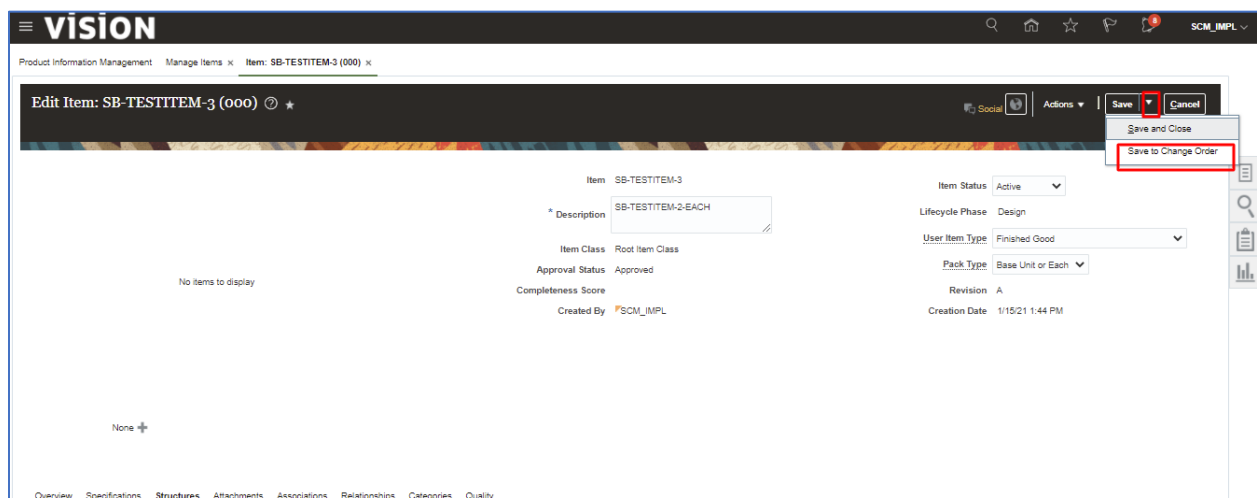 VISION
8
SCM_IMPL
Product Information Management Manage Items x Item: SB-TESTITEM-3 (000) x
Edit Item: SB-TESTITEM-3 (000)
Social
Actions
Save
Cancel
Save and Close
Save to Change Order
No items to display
None
Item SB-TESTITEM-3
* Description SB-TESTITEM-2-EACH
Item Class Root Item Class
Approval Status Approved
Completeness Score
Created By SCM_IMPL
Item Status Active
Lifecycle Phase Design
User Item Type Finished Good
Pack Type Base Unit or Each
Revision A
Creation Date 1/15/21 1:44 PM
Overview Specifications Structures Attachments Associations Relationships Categories Quality